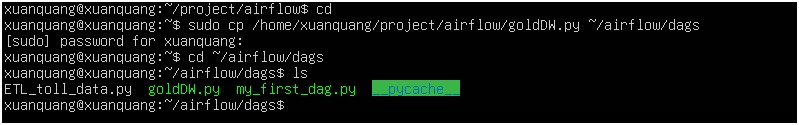 xuanquang@xuanquang:~/project/airflow$ cd
xuanquang@xuanquang:~$ sudo cp /home/xuanquang/project/airflow/goldDW.py ~/airflow/dags
[sudo] password for xuanquang:
xuanquang@xuanquang:~$ cd ~/airflow/dags
xuanquang@xuanquang:~/airflow/dags$ ls
ETL_toll_data.py  goldDW.py  my_first_dag.py  __pycache__
xuanquang@xuanquang:~/airflow/dags$